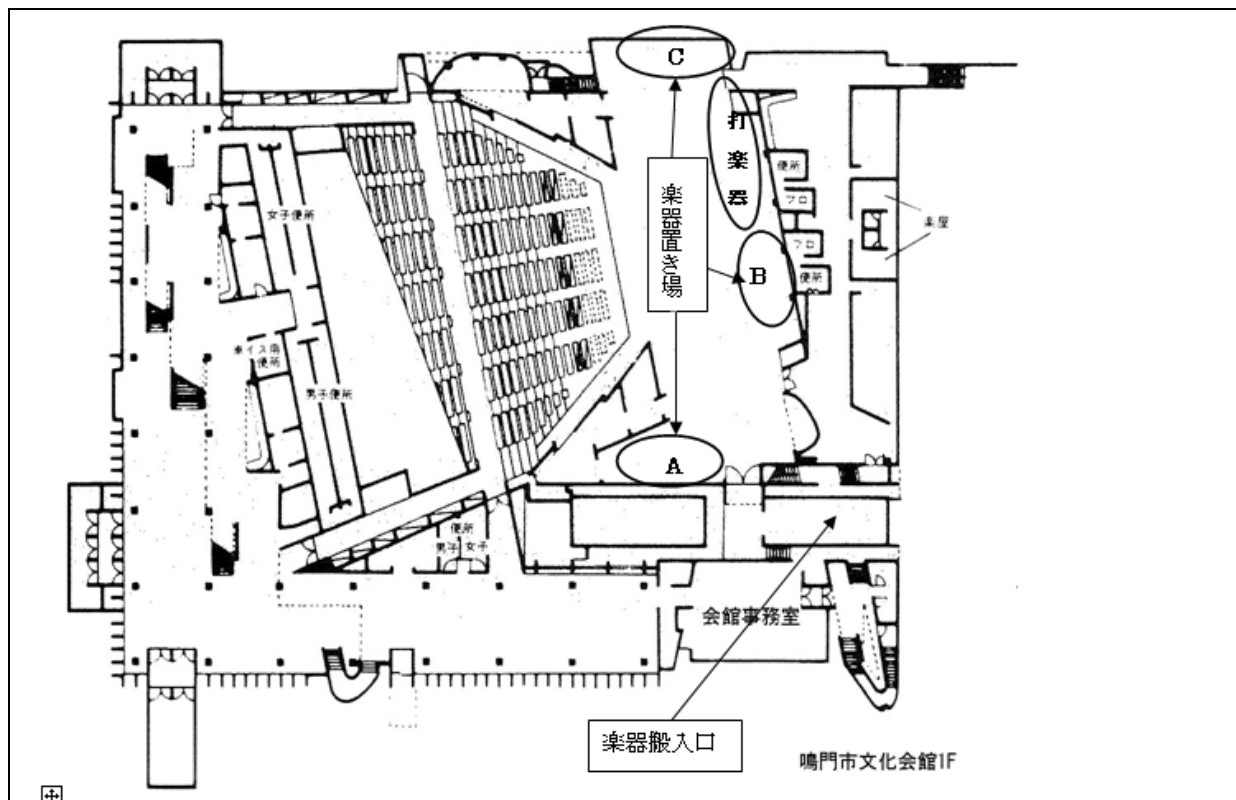 C
打楽器
便所
フロ
楽器置き場
楽屋
フロ
女子便所
B
便所
車イス用
便所
男子便所
A
便所
男子
女子
会館事務室
楽器搬入口
鳴門市文化会館1F